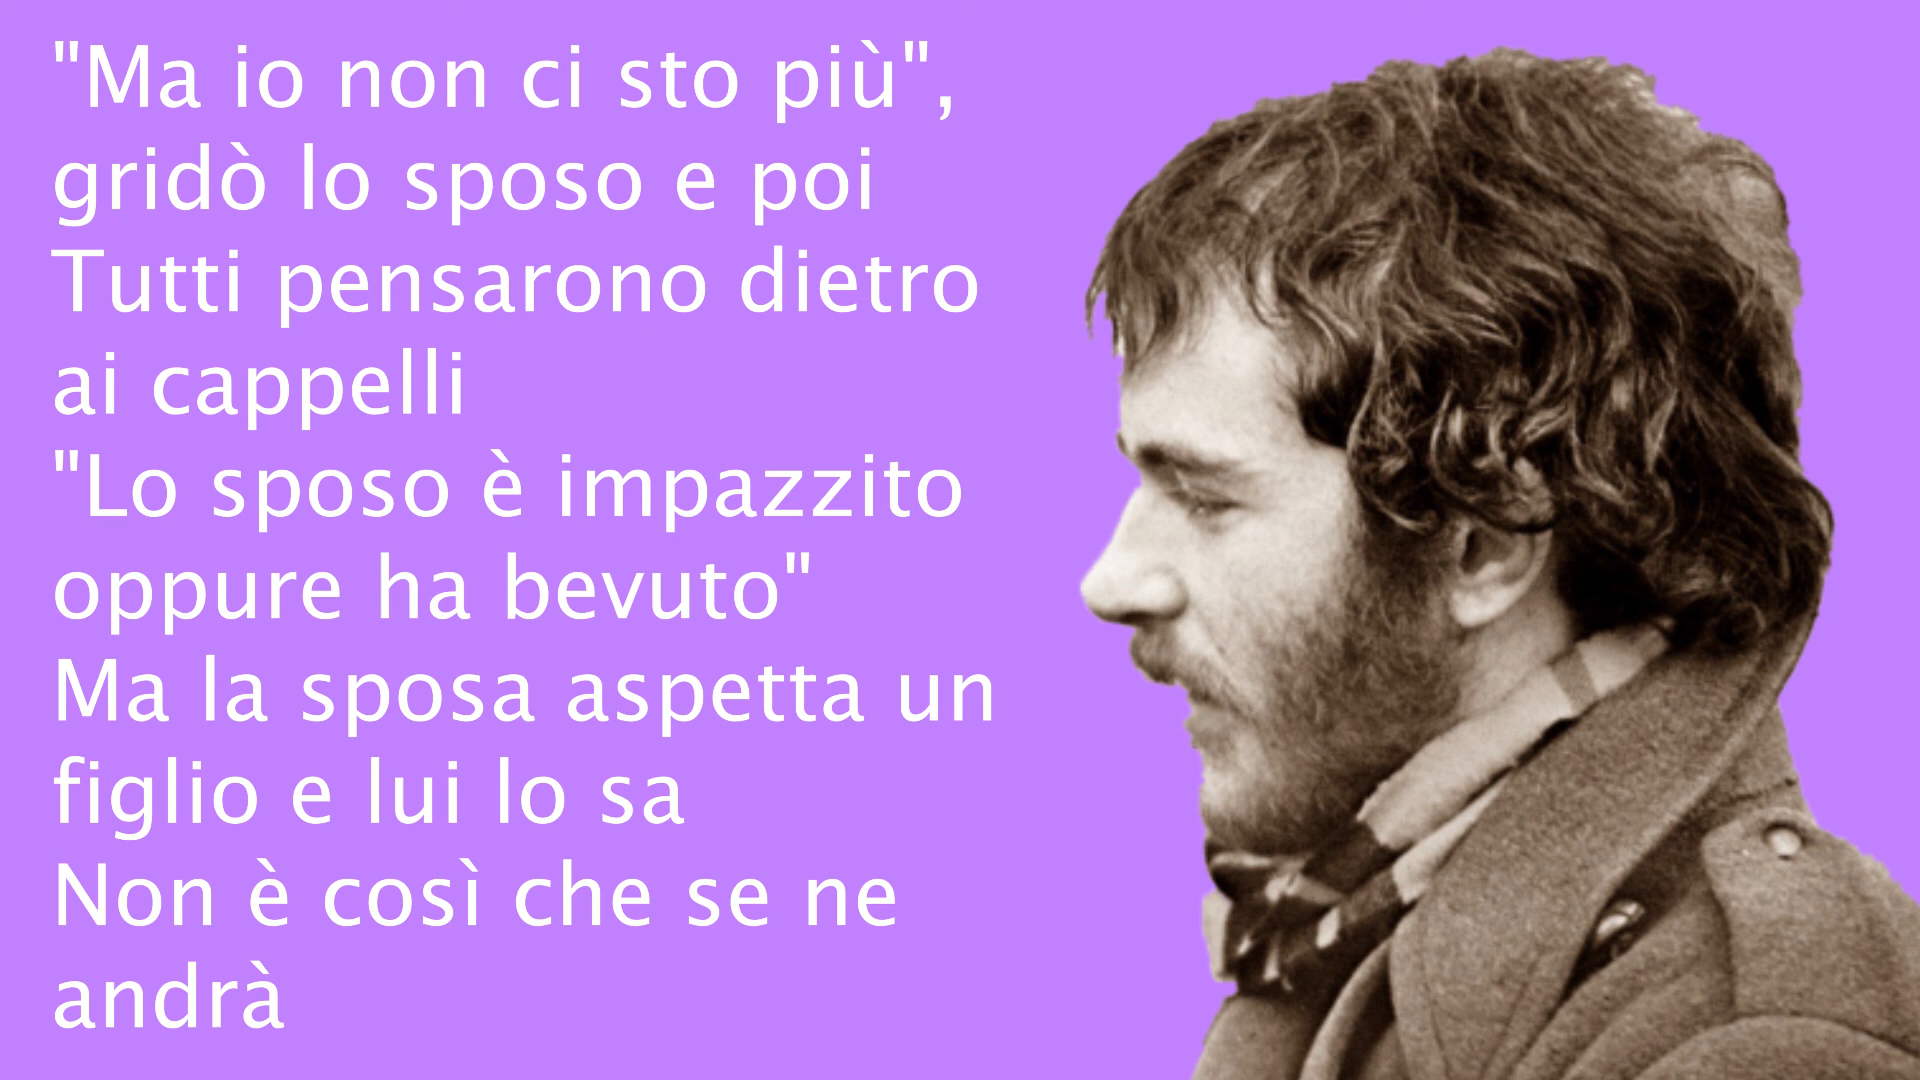 "Ma io non ci sto più",
gridò lo sposo e poi
Tutti pensarono dietro
ai cappelli
"Lo sposo è impazzito
oppure ha bevuto"
Ma la sposa aspetta un
figlio e lui lo sa
Non è così che se ne
andrà